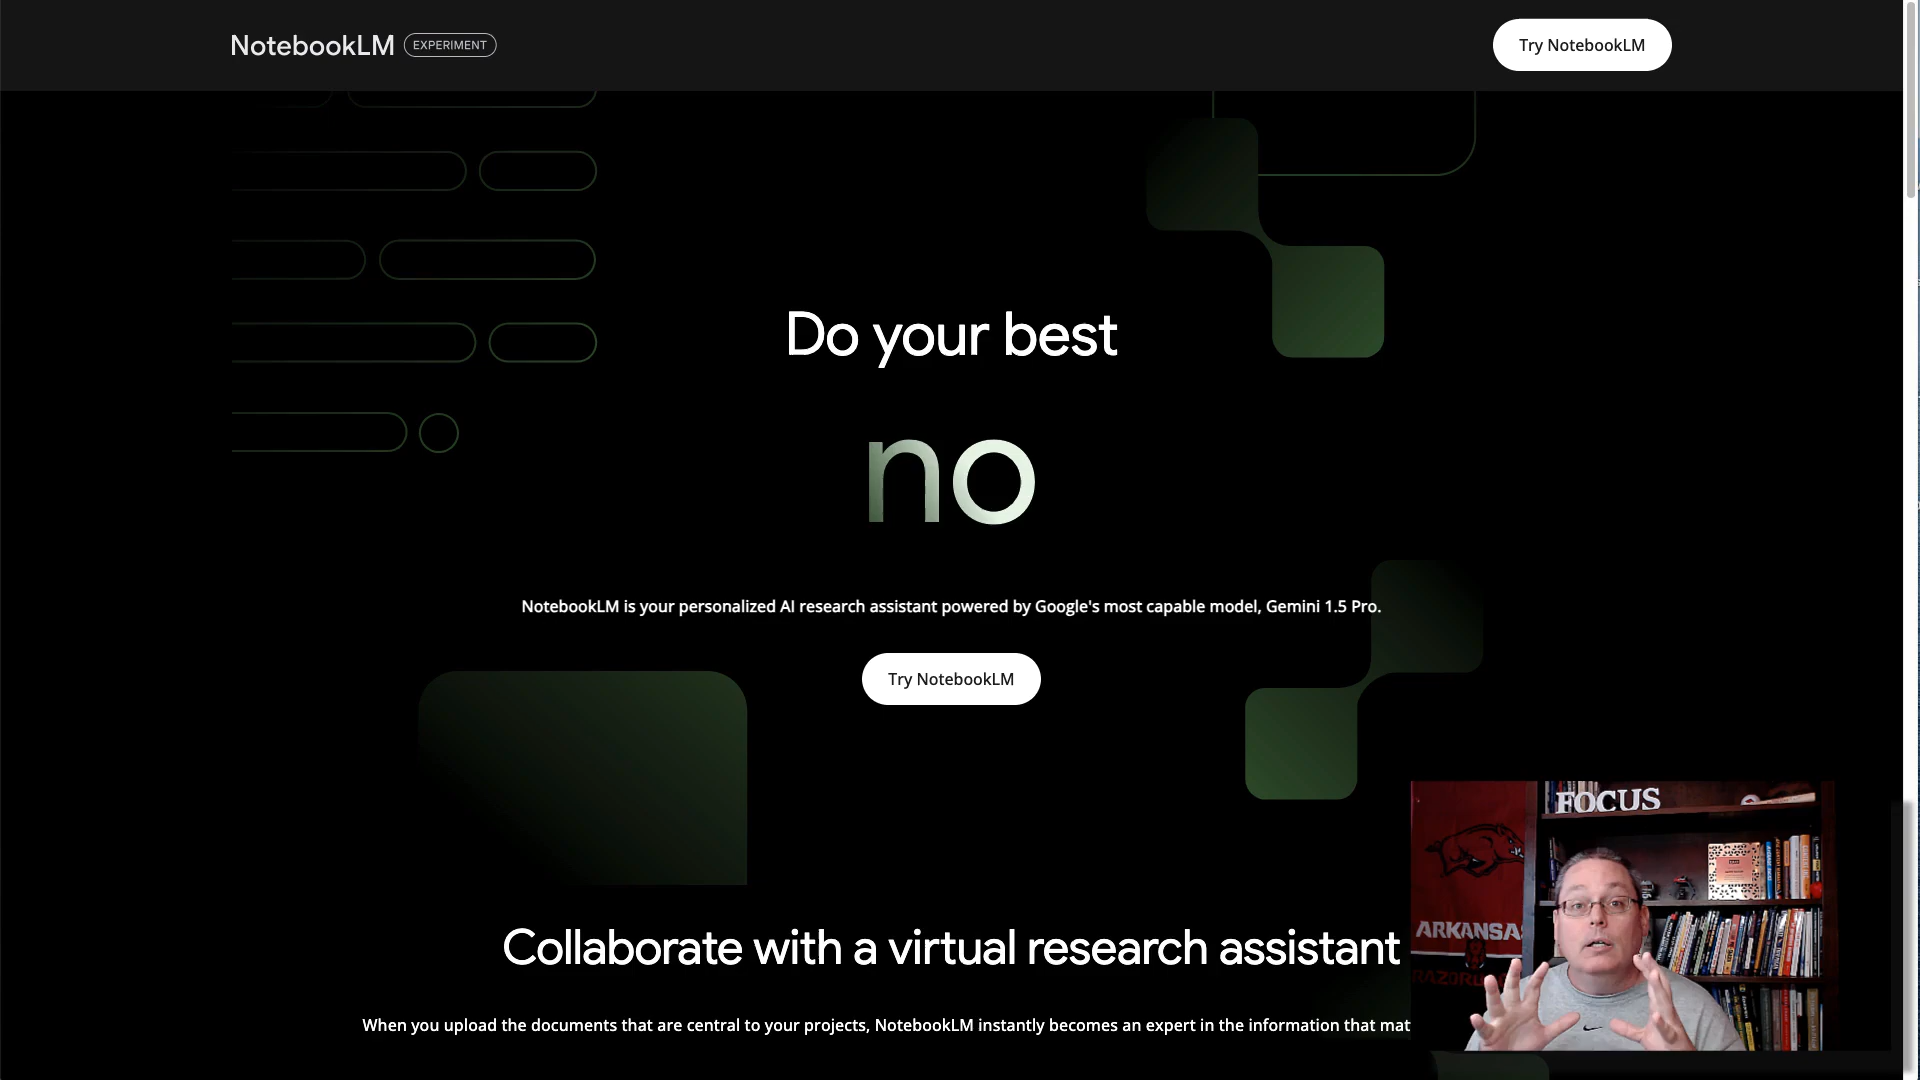 NotebookLM EXPERIMENT
Try NotebookLM
Do your best
no
NotebookLM is your personalized AI research assistant powered by Google's most capable model, Gemini 1.5 Pro.
Try NotebookLM
Collaborate with a virtual research assistant
When you upload the documents that are central to your projects, NotebookLM instantly becomes an expert in the information that mat
FOCUS
ARKANSAS
RAZOR